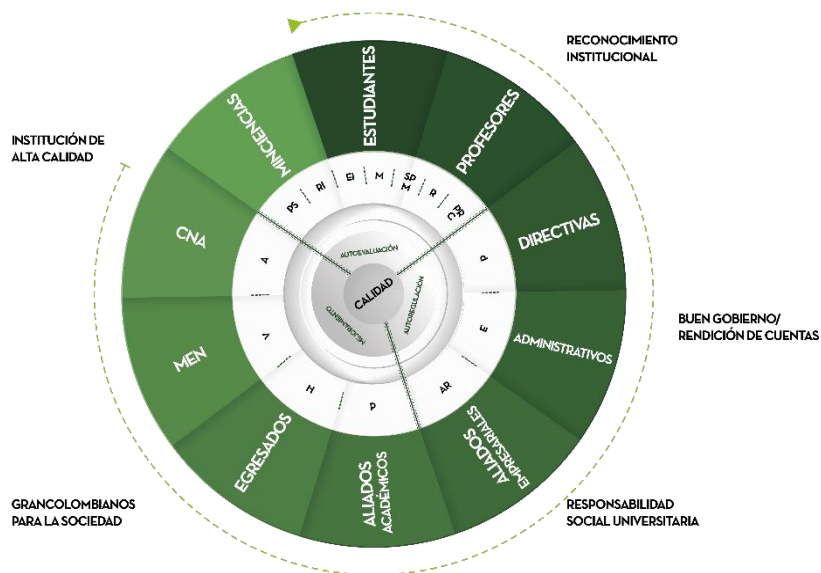 RECONOCIMIENTO
INSTITUCIONAL
INSTITUCIÓN DE
ALTA CALIDAD
BUEN GOBIERNO/
RENDICIÓN DE CUENTAS
GRANCOLOMBIANOS
PARA LA SOCIEDAD
RESPONSABILIDAD
SOCIAL UNIVERSITARIA
ESTUDIANTES
PROFESORES
DIRECTIVAS
ADMINISTRATIVOS
ALIADOS
EMPRESARIALES
ALIADOS
ACADÉMICOS
EGRESADOS
MEN
CNA
MINCIENCIAS
PS
RI
EI
M
SP
M
R
PR
C
P
E
AR
P
H
V
A
AUTOEVALUACIÓN
AUTOREGULACIÓN
MEJORAMIENTO
CALIDAD